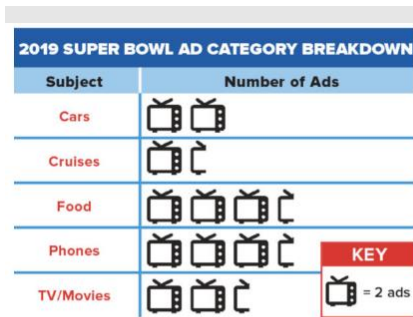 2019 SUPER BOWL AD CATEGORY BREAKDOWN
Subject Number of Ads
Cars
Cruises
Food
Phones
KEY
TV/Movies
= 2 ads